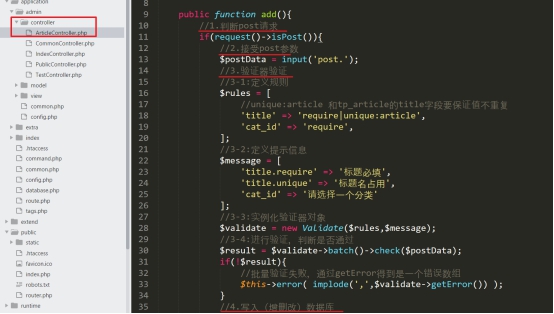 application
admin
controller
ArticleController.php
CommonController.php
IndexController.php
PublicController.php
TestController.php
model
view
common.php
config.php
extra
index
.htaccess
command.php
common.php
config.php
database.php
route.php
tags.php
extend
public
static
.htaccess
favicon.ico
index.php
robots.txt
router.php
runtime
8
9 public function add(){
10 //1.判断post请求
11 if(request()->isPost()){
12 //2.接受post参数
13 $postData = input('post.');
14 //3.验证器验证
15 //3-1:定义规则
16 $rules = [
17 //unique:article 和tp_article的title字段要保证值不重复
18 'title' => 'require|unique:article',
19 'cat_id' => 'require',
20 ];
21 //3-2:定义提示信息
22 $message = [
23 'title.require' => '标题必填',
24 'title.unique' => '标题名占用',
25 'cat_id' => '请选择一个分类'
26 ];
27 //3-3:实例化验证器对象
28 $validate = new Validate($rules,$message);
29 //3-4:进行验证，判断是否通过
30 $result = $validate->batch()->check($postData);
31 if(!$result){
32 //批量验证失败，通过getError得到是一个错误数组
33 $this->error( implode(',',$validate->getError()) );
34 }
35 //4.写入（增删改）数据库